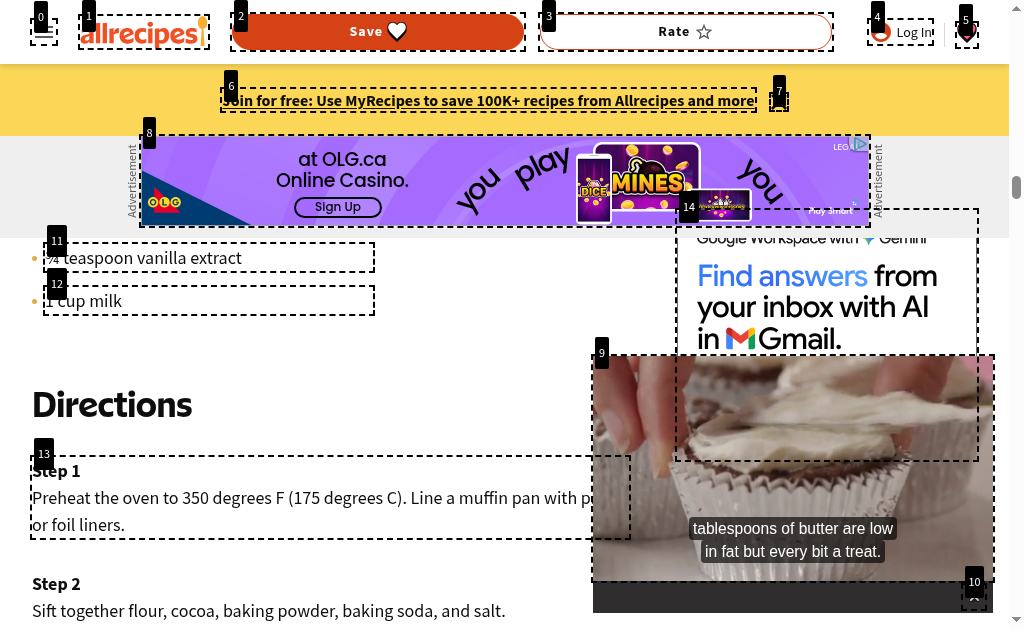 0
1
2
3
4
5
allrecipes
Save
Rate
Log In
6
7
Join for free: Use MyRecipes to save 100K+ recipes from Allrecipes and more
8
Advertisement
at OLG.ca
Online Casino.
Sign Up
OLG
you play
DICE
MINES
you
Play Smart
Advertisement
14
Google Workspace with Gemini
Find answers from
your inbox with AI
in Gmail.
11
¾ teaspoon vanilla extract
12
1 cup milk
9
Directions
13
Step 1
Preheat the oven to 350 degrees F (175 degrees C). Line a muffin pan with
or foil liners.
tablespoons of butter are low
in fat but every bit a treat.
10
Step 2
Sift together flour, cocoa, baking powder, baking soda, and salt.